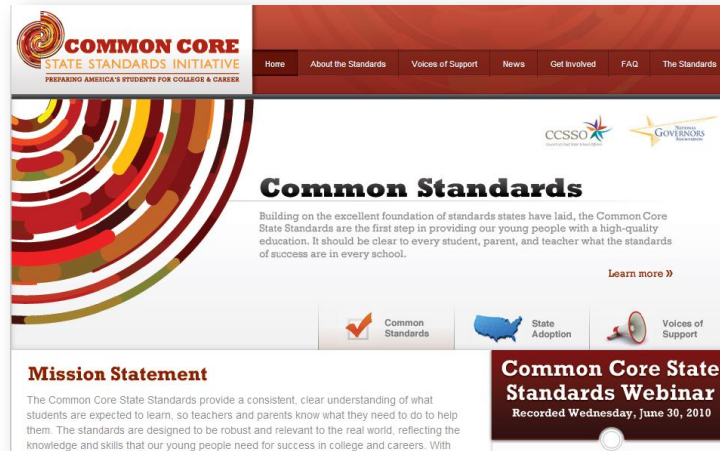 COMMON CORE
STATE STANDARDS INITIATIVE
PREPARING AMERICA'S STUDENTS FOR COLLEGE & CAREER
Home About the Standards Voices of Support News Get Involved FAQ The Standards
CCSSO
NATIONAL
GOVERNORS
ASSOCIATION
Common Standards
Building on the excellent foundation of standards states have laid, the Common Core
State Standards are the first step in providing our young people with a high-quality
education. It should be clear to every student, parent, and teacher what the standards
of success are in every school.
Learn more »
Common
Standards
State
Adoption
Voices of
Support
Mission Statement
The Common Core State Standards provide a consistent, clear understanding of what
students are expected to learn, so teachers and parents know what they need to do to help
them. The standards are designed to be robust and relevant to the real world, reflecting the
knowledge and skills that our young people need for success in college and careers. With
Common Core State
Standards Webinar
Recorded Wednesday, June 30, 2010